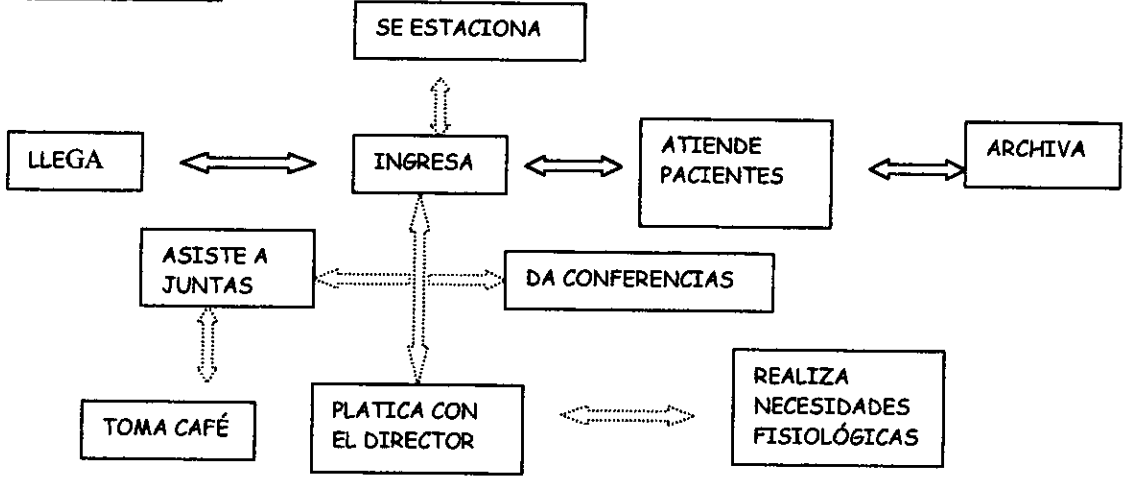 SE ESTACIONA
LLEGA
INGRESA
ATIENDE
PACIENTES
ARCHIVA
ASISTE A
JUNTAS
DA CONFERENCIAS
TOMA CAFÉ
PLATICA CON
EL DIRECTOR
REALIZA
NECESIDADES
FISIOLÓGICAS